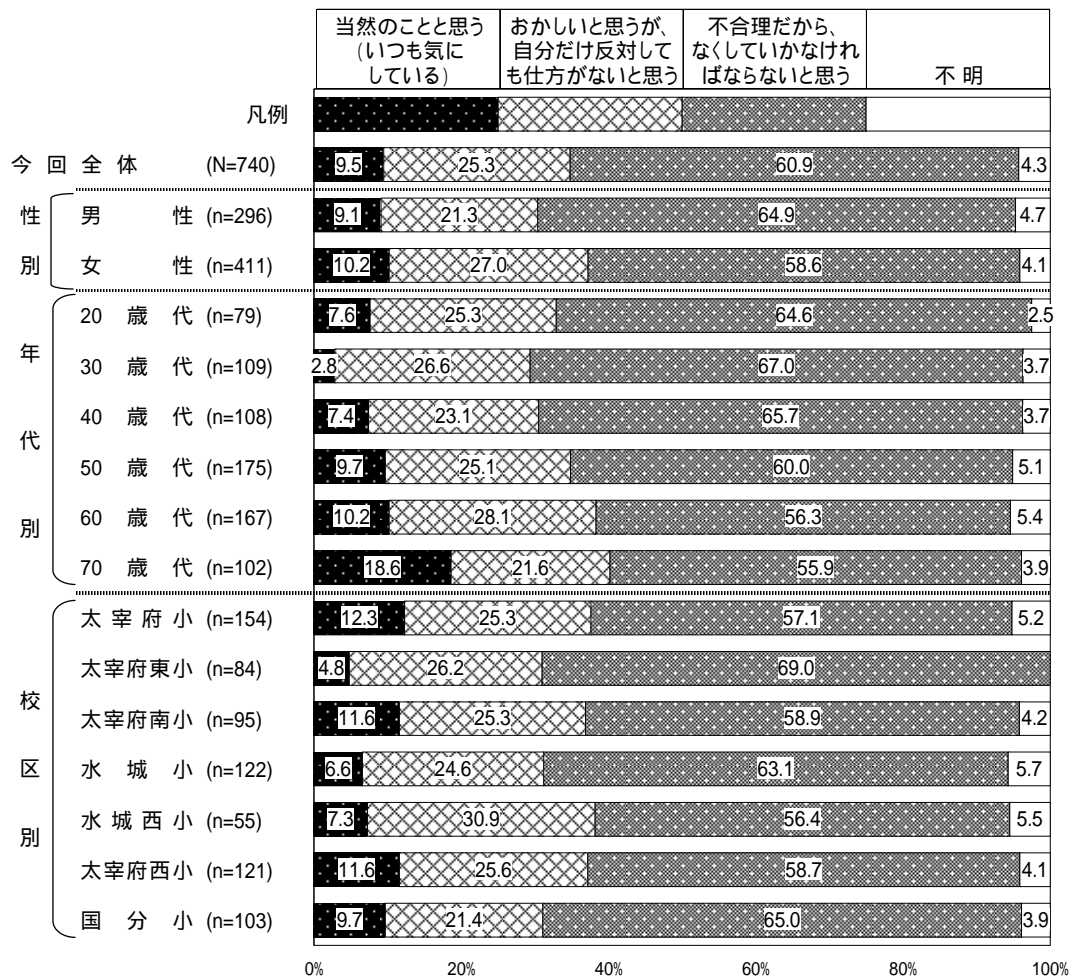 当然のことと思う
(いつも気に
している)
おかしいと思うが、
自分だけ反対して
も仕方がないと思う
不合理だから、
なくしていかなけれ
ばならないと思う
不 明
凡例
今 回 全 体 (N=740) 9.5 25.3 60.9 4.3
性別
男 性 (n=296) 9.1 21.3 64.9 4.7
女 性 (n=411) 10.2 27.0 58.6 4.1
年代別
20 歳 代 (n=79) 7.6 25.3 64.6 2.5
30 歳 代 (n=109) 2.8 26.6 67.0 3.7
40 歳 代 (n=108) 7.4 23.1 65.7 3.7
50 歳 代 (n=175) 9.7 25.1 60.0 5.1
60 歳 代 (n=167) 10.2 28.1 56.3 5.4
70 歳 代 (n=102) 18.6 21.6 55.9 3.9
校区別
太 宰 府 小 (n=154) 12.3 25.3 57.1 5.2
太宰府東小 (n=84) 4.8 26.2 69.0
太宰府南小 (n=95) 11.6 25.3 58.9 4.2
水 城 小 (n=122) 6.6 24.6 63.1 5.7
水 城 西 小 (n=55) 7.3 30.9 56.4 5.5
太宰府西小 (n=121) 11.6 25.6 58.7 4.1
国 分 小 (n=103) 9.7 21.4 65.0 3.9
0% 20% 40% 60% 80% 100%